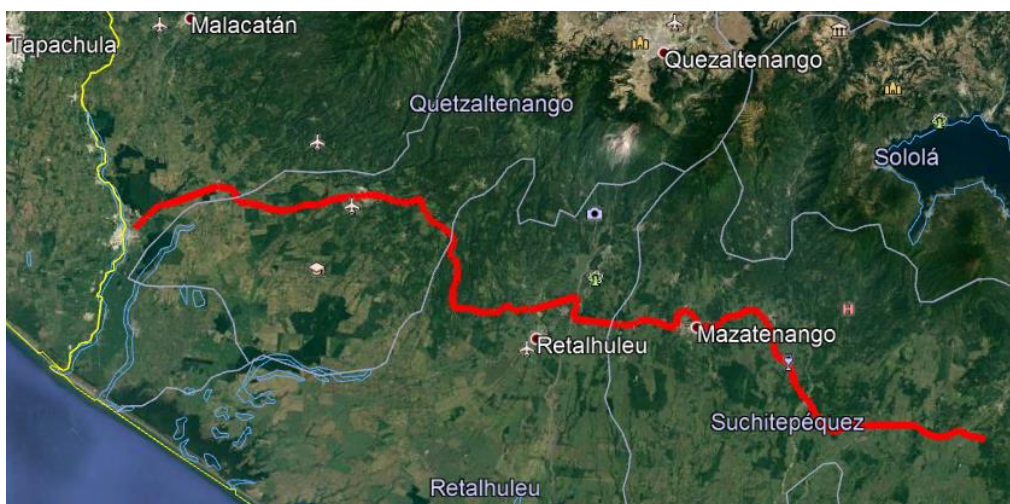 Malacatán
Tapachula
Quezaltenango
Quetzaltenango
Sololá
Retalhuleu
Mazatenango
Suchitepéquez
Retalhuleu
H